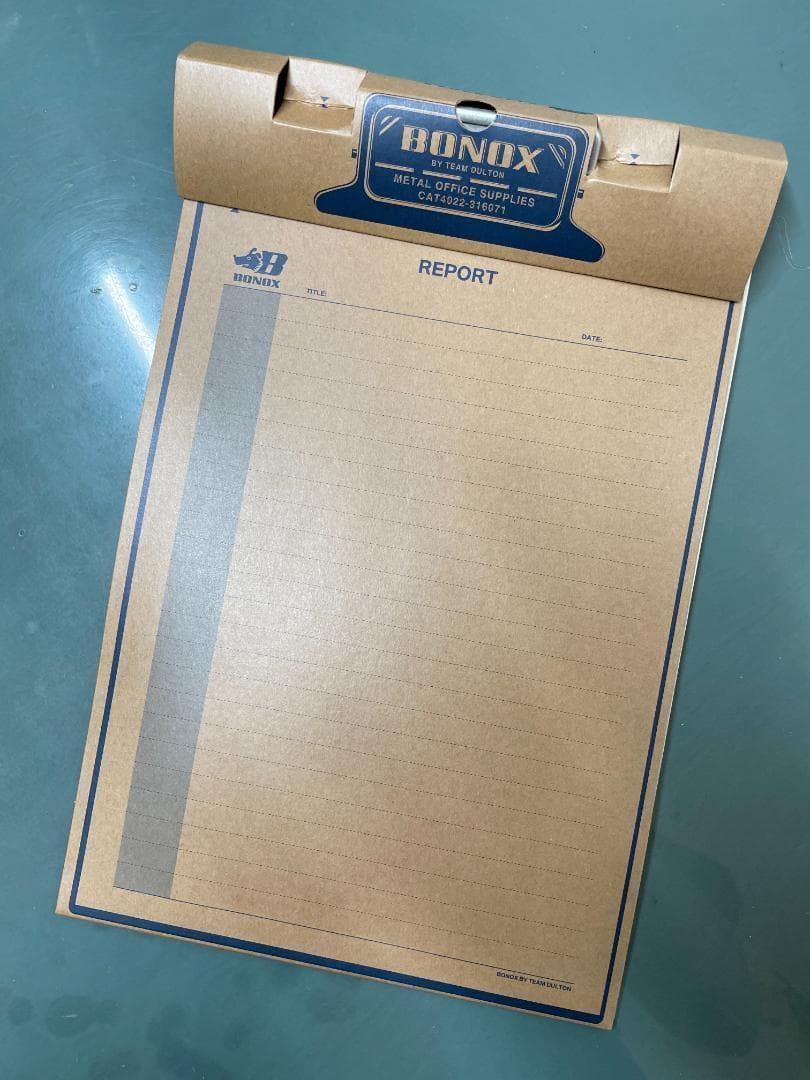 BONOX
BY TEAM DULTON
METAL OFFICE SUPPLIES
CAT4022-316071
B
BONOX
REPORT
TITLE:
DATE:
BONOX BY TEAM DULTON